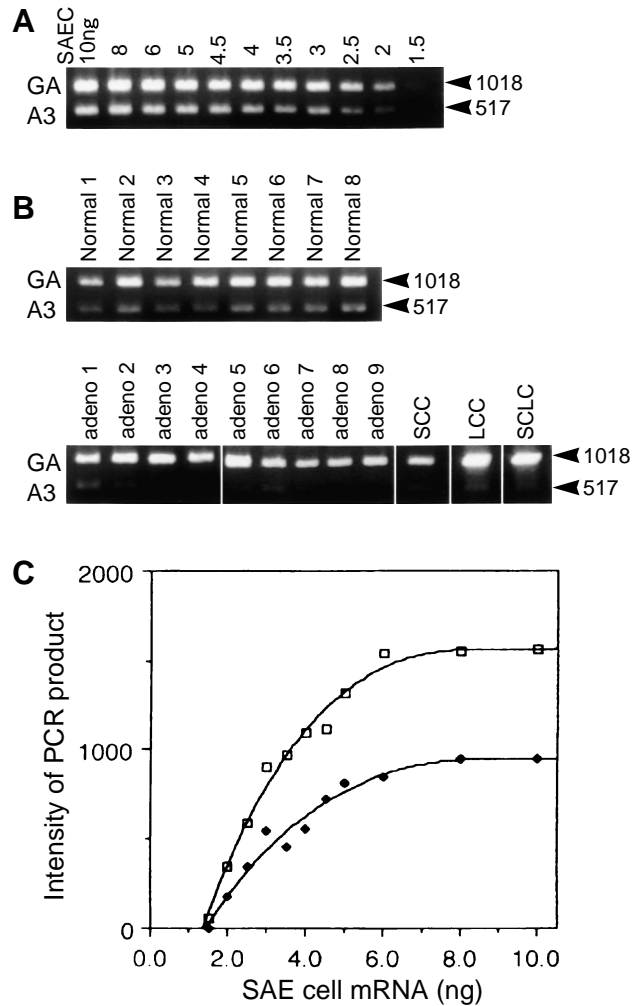 A
SAEC
10ng 8 6 5 4.5 4 3.5 3 2.5 2 1.5
GA 1018
A3 517
B
Normal 1 Normal 2 Normal 3 Normal 4 Normal 5 Normal 6 Normal 7 Normal 8
GA 1018
A3 517
adeno 1 adeno 2 adeno 3 adeno 4 adeno 5 adeno 6 adeno 7 adeno 8 adeno 9 SCC LCC SCLC
GA 1018
A3 517
C
Intensity of PCR product
2000
1000
0
0.0 2.0 4.0 6.0 8.0 10.0
SAE cell mRNA (ng)